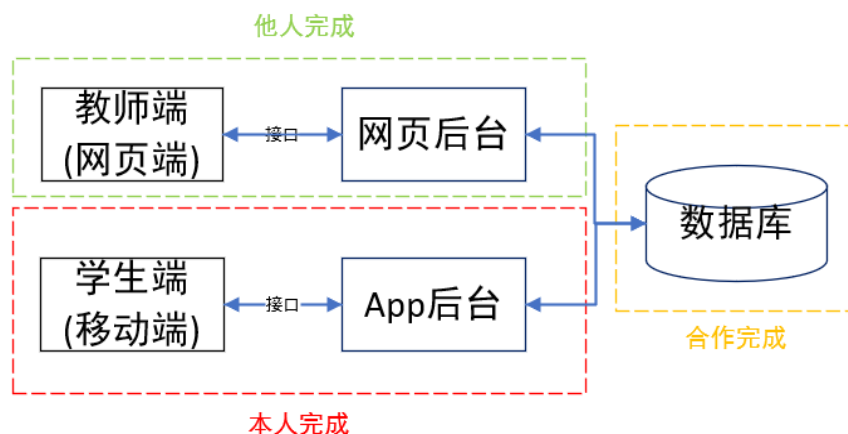 他人完成
教师端
(网页端)
接口
网页后台
数据库
学生端
(移动端)
接口
App后台
合作完成
本人完成